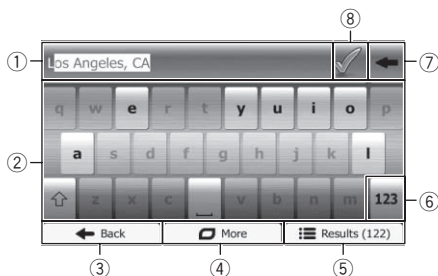 ⑧
① Los Angeles, CA ⑦
q w e r t y u i o p
② a s d f g h j k l
z x c v b n m 123 ⑥
Back More Results (122)
③ ④ ⑤